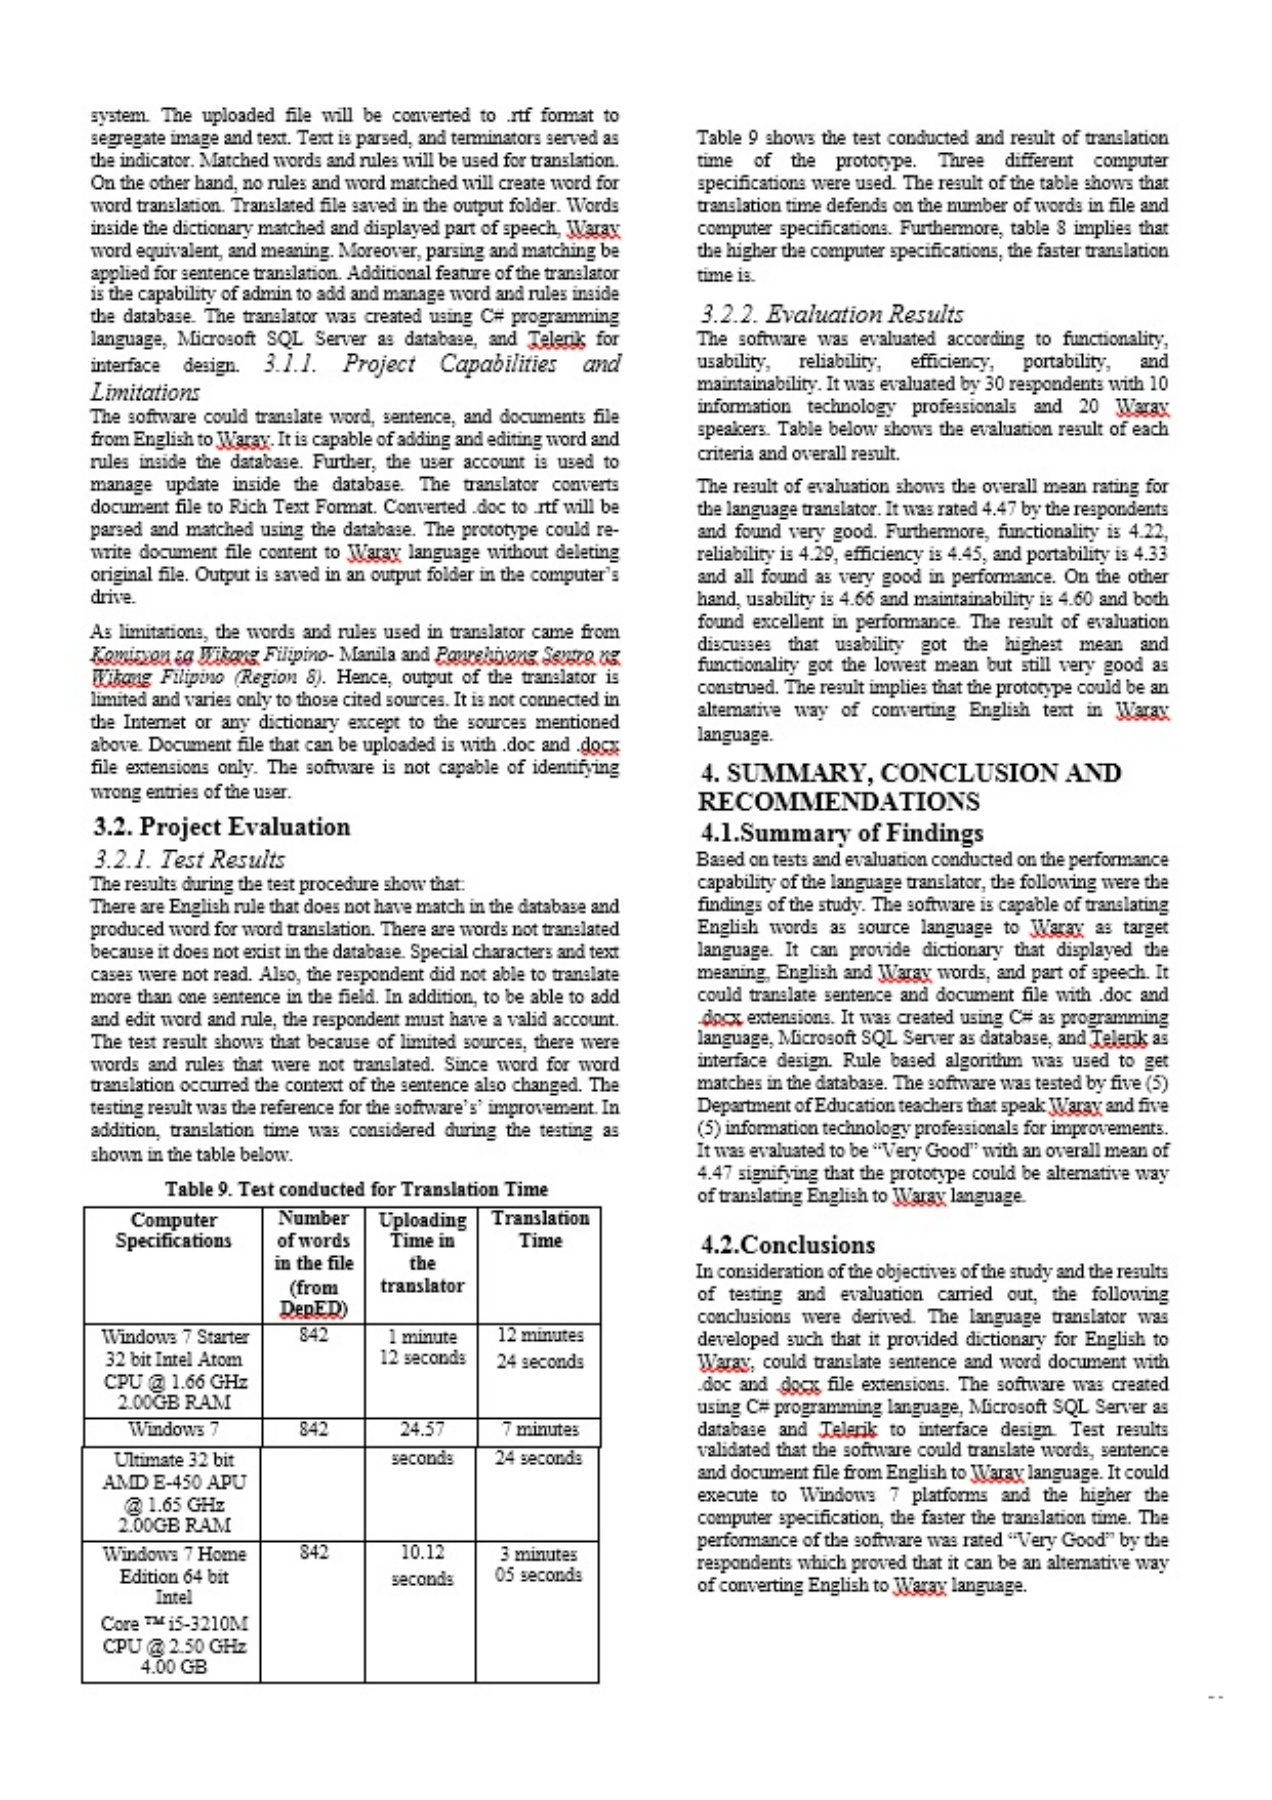 system. The uploaded file will be converted to .rtf format to
segregate image and text. Text is parsed, and terminators served as
the indicator. Matched words and rules will be used for translation.
On the other hand, no rules and word matched will create word for
word translation. Translated file saved in the output folder. Words
inside the dictionary matched and displayed part of speech, Waray
word equivalent, and meaning. Moreover, parsing and matching be
applied for sentence translation. Additional feature of the translator
is the capability of admin to add and manage word and rules inside
the database. The translator was created using C# programming
language, Microsoft SQL Server as database, and Telerik for
interface design. 3.1.1. Project Capabilities and
Limitations
The software could translate word, sentence, and documents file
from English to Waray. It is capable of adding and editing word and
rules inside the database. Further, the user account is used to
manage update inside the database. The translator converts
document file to Rich Text Format. Converted .doc to .rtf will be
parsed and matched using the database. The prototype could re-
write document file content to Waray language without deleting
original file. Output is saved in an output folder in the computer's
drive.
As limitations, the words and rules used in translator came from
Komisyon sa Wikang Filipino- Manila and Panrehiyong Sentro ng
Wikang Filipino (Region 8). Hence, output of the translator is
limited and varies only to those cited sources. It is not connected in
the Internet or any dictionary except to the sources mentioned
above. Document file that can be uploaded is with .doc and .docx
file extensions only. The software is not capable of identifying
wrong entries of the user.
3.2. Project Evaluation
3.2.1. Test Results
The results during the test procedure show that:
There are English rule that does not have match in the database and
produced word for word translation. There are words not translated
because it does not exist in the database. Special characters and text
cases were not read. Also, the respondent did not able to translate
more than one sentence in the field. In addition, to be able to add
and edit word and rule, the respondent must have a valid account.
The test result shows that because of limited sources, there were
words and rules that were not translated. Since word for word
translation occurred the context of the sentence also changed. The
testing result was the reference for the software's' improvement. In
addition, translation time was considered during the testing as
shown in the table below.
Table 9. Test conducted for Translation Time
Computer Specifications | Number of words in the file (from DepED) | Uploading Time in the translator | Translation Time
Windows 7 Starter 32 bit Intel Atom CPU @ 1.66 GHz 2.00GB RAM | 842 | 1 minute 12 seconds | 12 minutes 24 seconds
Windows 7 | 842 | 24.57 | 7 minutes
Ultimate 32 bit AMD E-450 APU @ 1.65 GHz 2.00GB RAM | | seconds | 24 seconds
Windows 7 Home Edition 64 bit Intel Core ™ i5-3210M CPU @ 2.50 GHz 4.00 GB | 842 | 10.12 seconds | 3 minutes 05 seconds
Table 9 shows the test conducted and result of translation
time of the prototype. Three different computer
specifications were used. The result of the table shows that
translation time defends on the number of words in file and
computer specifications. Furthermore, table 8 implies that
the higher the computer specifications, the faster translation
time is.
3.2.2. Evaluation Results
The software was evaluated according to functionality,
usability, reliability, efficiency, portability, and
maintainability. It was evaluated by 30 respondents with 10
information technology professionals and 20 Waray
speakers. Table below shows the evaluation result of each
criteria and overall result.
The result of evaluation shows the overall mean rating for
the language translator. It was rated 4.47 by the respondents
and found very good. Furthermore, functionality is 4.22,
reliability is 4.29, efficiency is 4.45, and portability is 4.33
and all found as very good in performance. On the other
hand, usability is 4.66 and maintainability is 4.60 and both
found excellent in performance. The result of evaluation
discusses that usability got the highest mean and
functionality got the lowest mean but still very good as
construed. The result implies that the prototype could be an
alternative way of converting English text in Waray
language.
4. SUMMARY, CONCLUSION AND
RECOMMENDATIONS
4.1.Summary of Findings
Based on tests and evaluation conducted on the performance
capability of the language translator, the following were the
findings of the study. The software is capable of translating
English words as source language to Waray as target
language. It can provide dictionary that displayed the
meaning, English and Waray words, and part of speech. It
could translate sentence and document file with .doc and
.docx extensions. It was created using C# as programming
language, Microsoft SQL Server as database, and Telerik as
interface design. Rule based algorithm was used to get
matches in the database. The software was tested by five (5)
Department of Education teachers that speak Waray and five
(5) information technology professionals for improvements.
It was evaluated to be “Very Good” with an overall mean of
4.47 signifying that the prototype could be alternative way
of translating English to Waray language.
4.2.Conclusions
In consideration of the objectives of the study and the results
of testing and evaluation carried out, the following
conclusions were derived. The language translator was
developed such that it provided dictionary for English to
Waray, could translate sentence and word document with
.doc and .docx file extensions. The software was created
using C# programming language, Microsoft SQL Server as
database and Telerik to interface design. Test results
validated that the software could translate words, sentence
and document file from English to Waray language. It could
execute to Windows 7 platforms and the higher the
computer specification, the faster the translation time. The
performance of the software was rated “Very Good” by the
respondents which proved that it can be an alternative way
of converting English to Waray language.